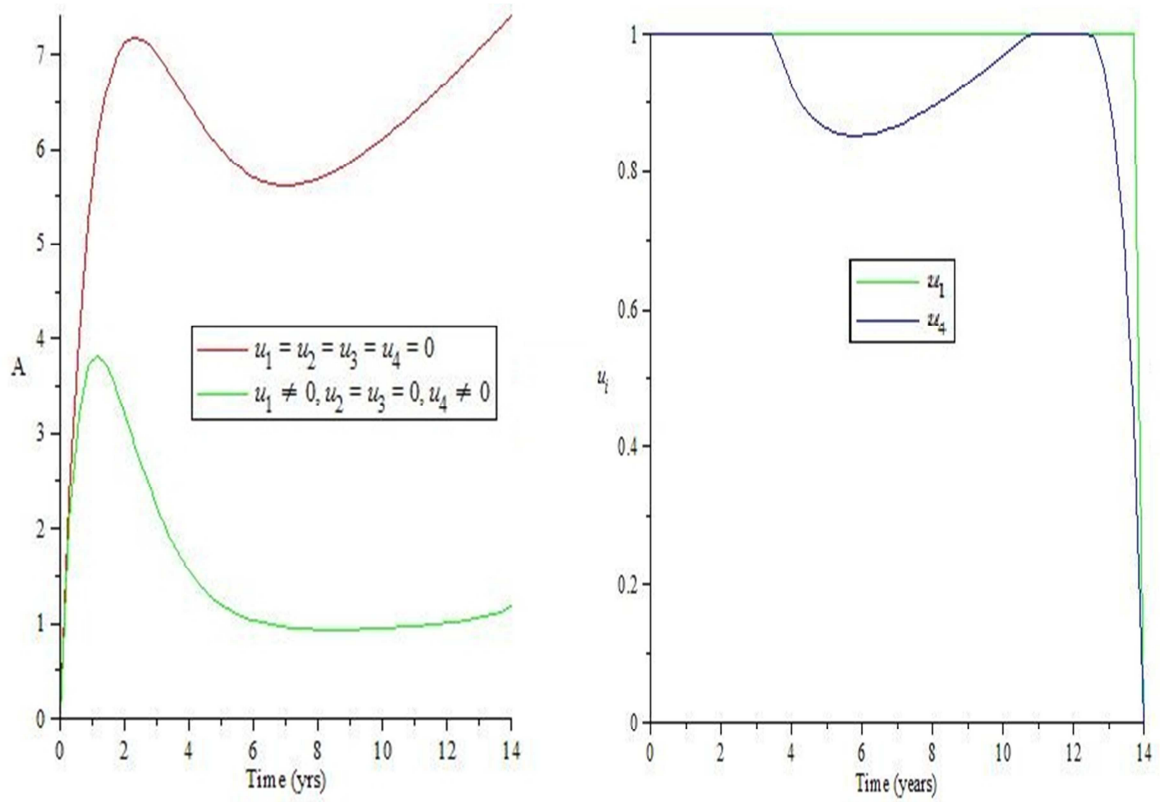 7
6
5
4
A
3
2
1
0
u₁ = u₂ = u₃ = u₄ = 0
u₁ ≠ 0, u₂ = u₃ = 0, u₄ ≠ 0
0 2 4 6 8 10 12 14
Time (yrs)
1
0.8
0.6
uᵢ
0.4
0.2
0
u₁
u₄
0 2 4 6 8 10 12 14
Time (years)